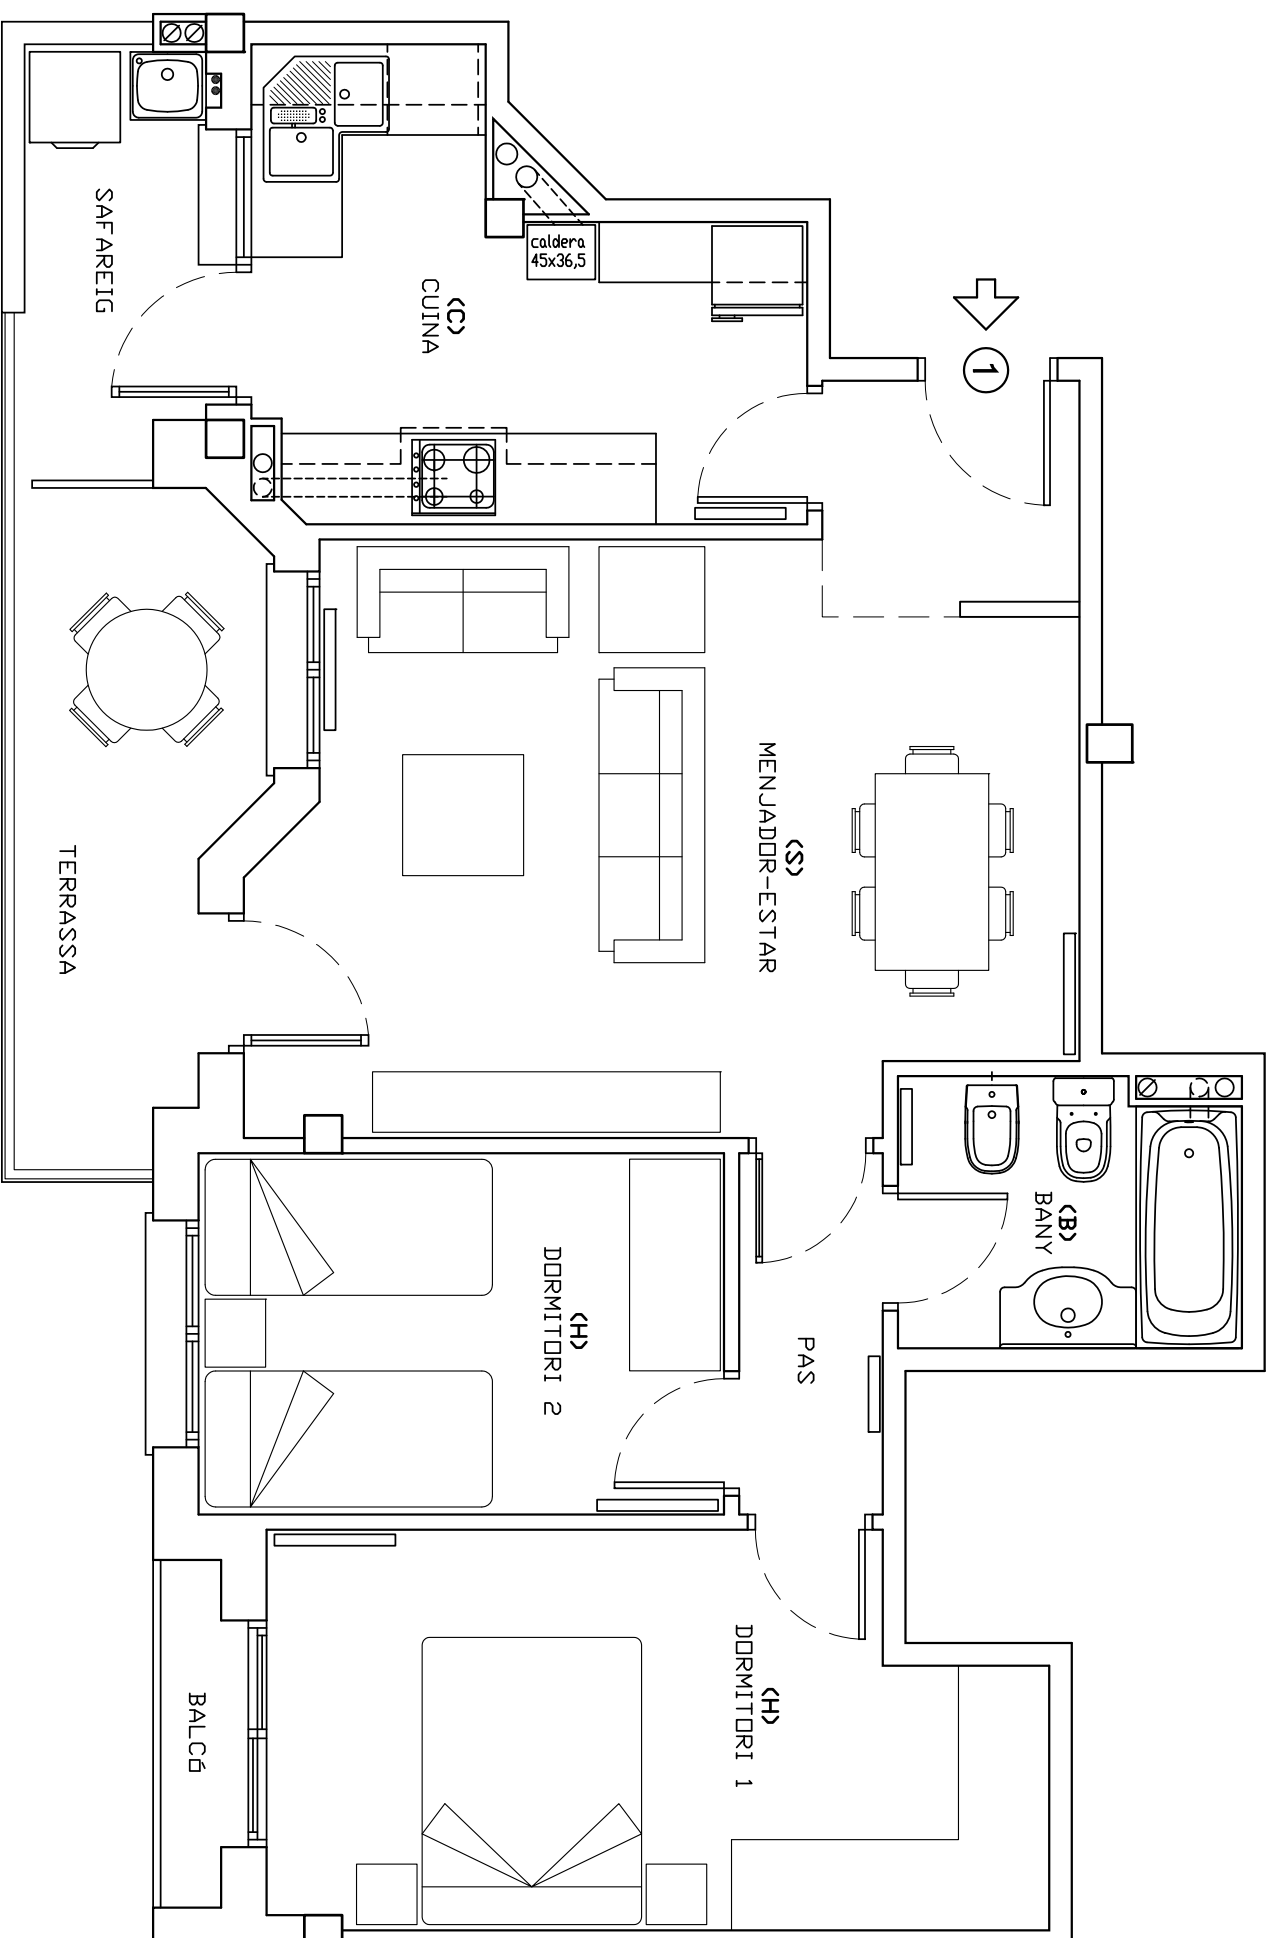 1
caldera
45x36,5
(C)
CUINA
SAFAREIG
(S)
MENJADOR-ESTAR
TERRASSA
(B)
BANY
(H)
DORMITORI 2
PAS
(H)
DORMITORI 1
BALCó